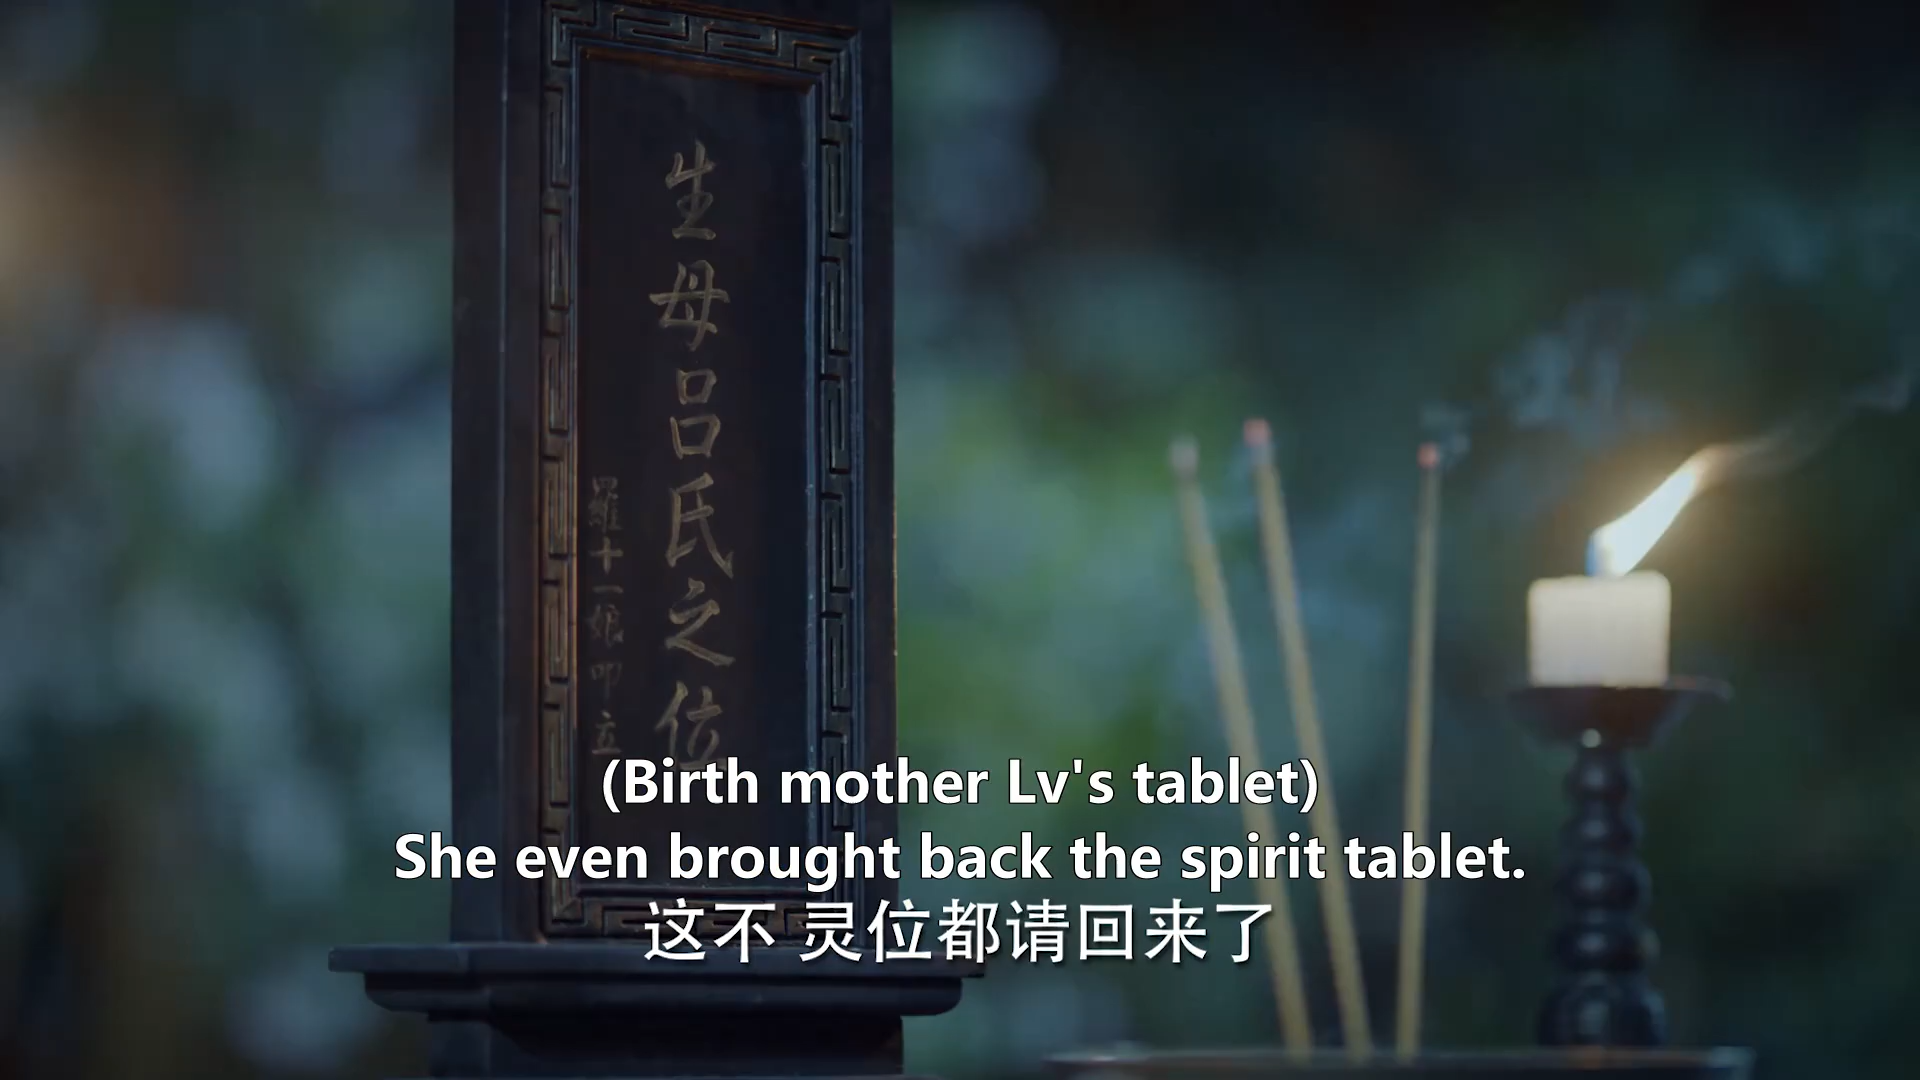 生母呂氏之位
羅十一娘叩立
(Birth mother Lv's tablet)
She even brought back the spirit tablet.
这不 灵位都请回来了